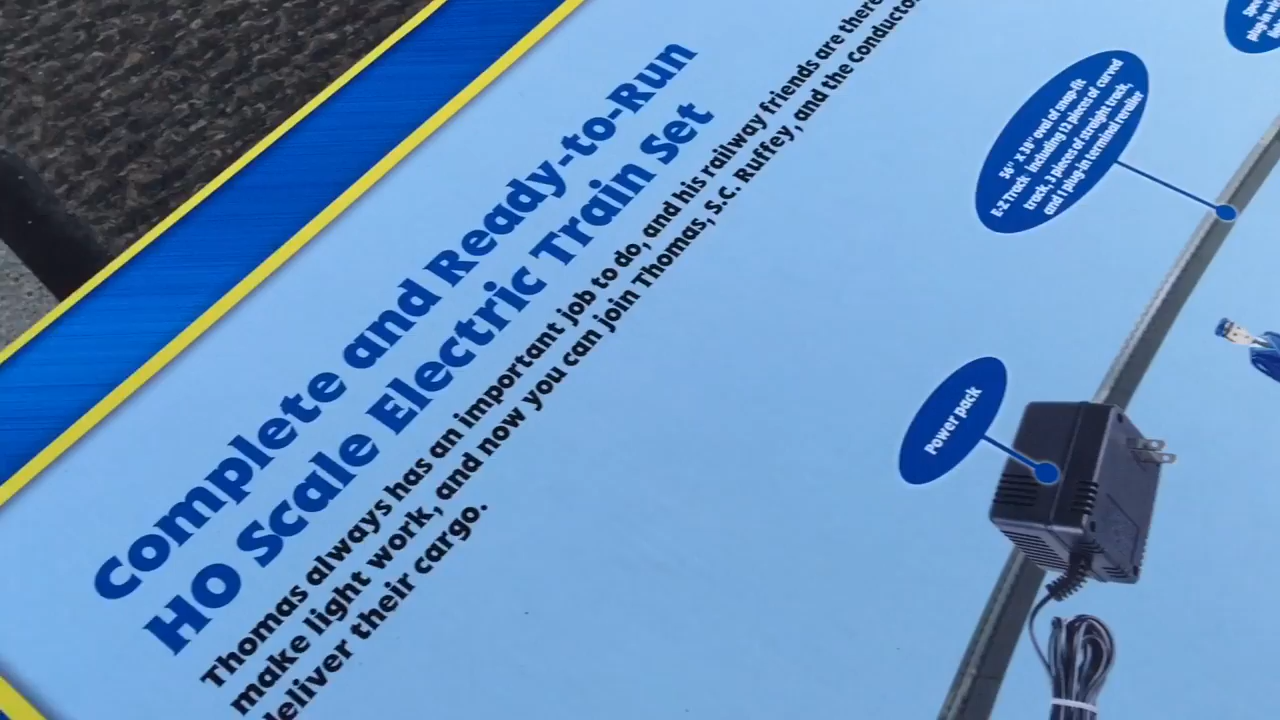 Complete and Ready-to-Run
HO Scale Electric Train Set
Thomas always has an important job to do, and his railway friends are there
make light work, and now you can join Thomas, S.C. Ruffey, and the conductor
deliver their cargo.
56" X 38" oval of snap-fit
E-Z Track including 12 pieces of curved
track, 3 pieces of straight track,
and 1 plug-in terminal rerailer
Power pack
plug-in